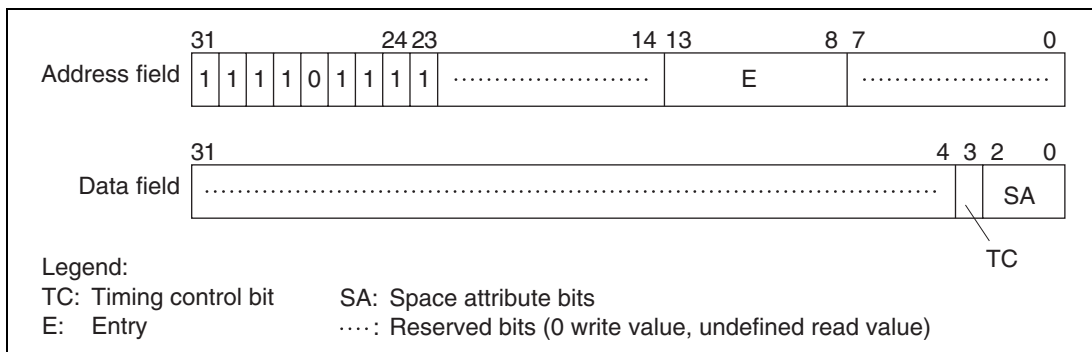 31 24 23 14 13 8 7 0
Address field 1 1 1 1 0 1 1 1 1 ........................ E ........................
31 4 3 2 0
Data field ................................................................ SA
TC
Legend:
TC: Timing control bit SA: Space attribute bits
E: Entry ....: Reserved bits (0 write value, undefined read value)